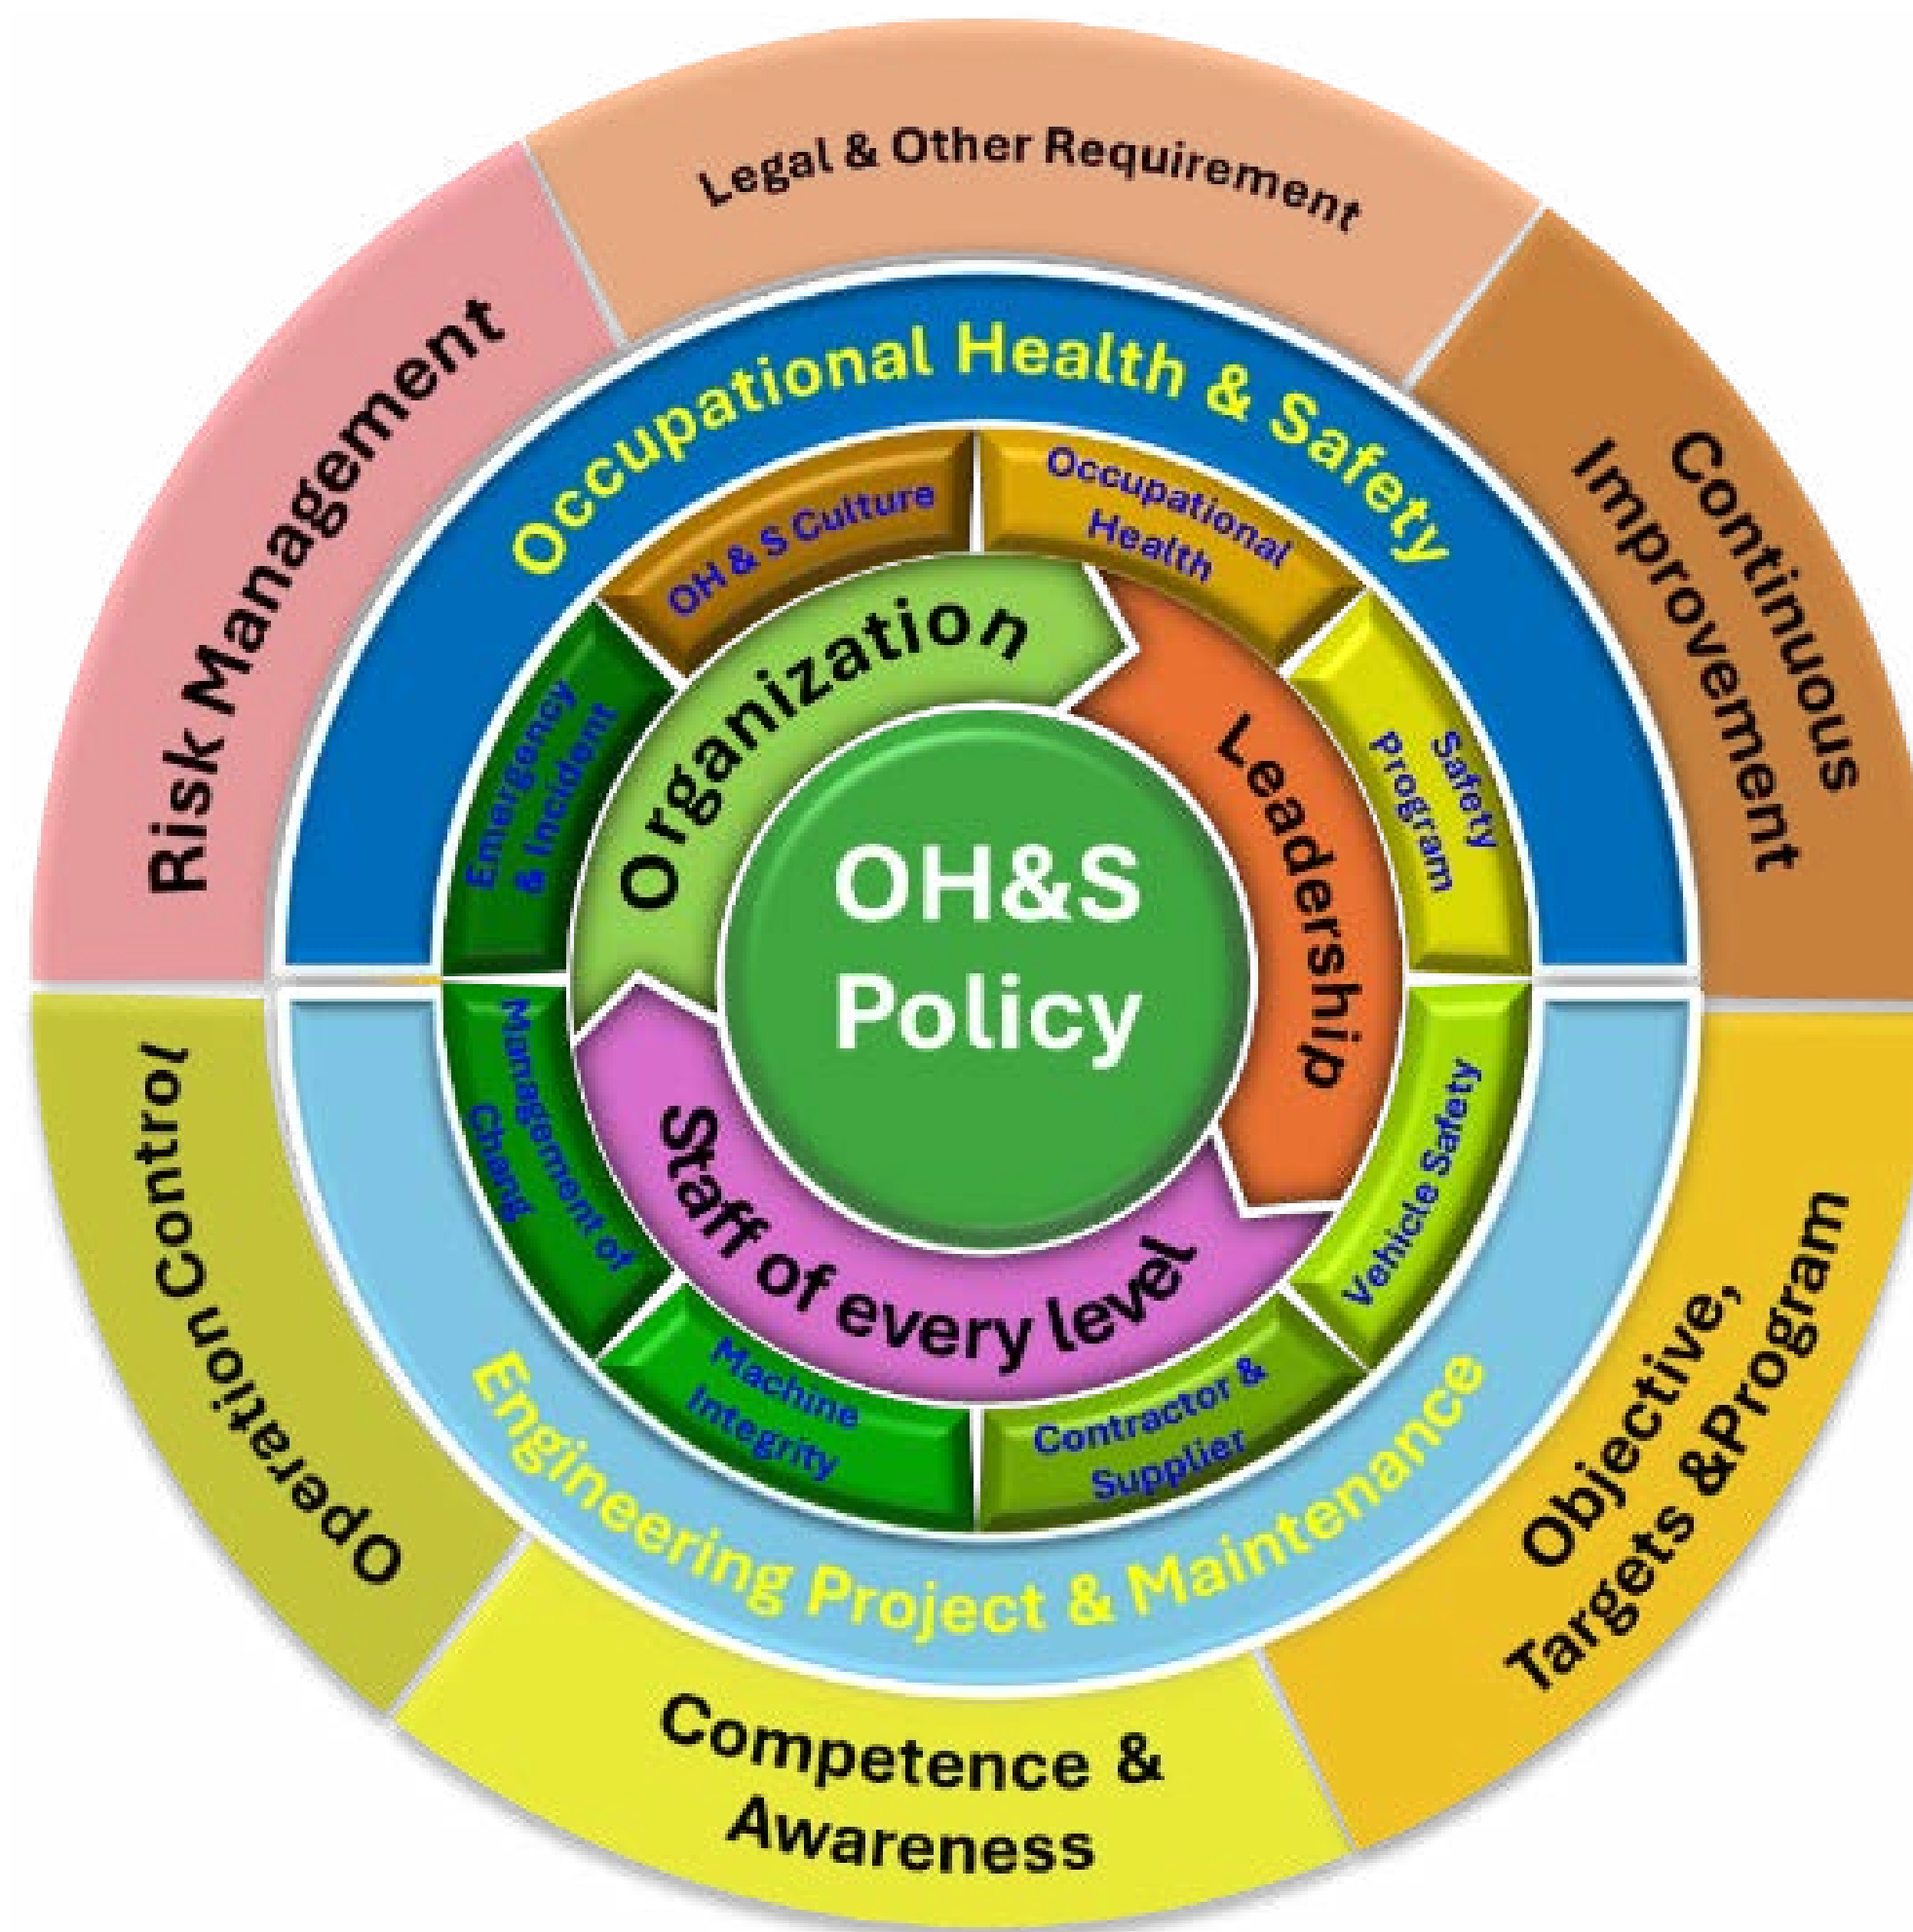 Legal & Other Requirement
Continuous
Improvement
Objective,
Targets &Program
Competence &
Awareness
Operation Control
Risk Management
Occupational Health & Safety
Engineering Project & Maintenance
OH & S Culture
Occupational
Health
Safety
Program
Vehicle Safety
Contractor &
Supplier
Machine
Integrity
Management of
Chang
Emergency
& Incident
Organization
Leadership
Staff of every level
OH&S
Policy